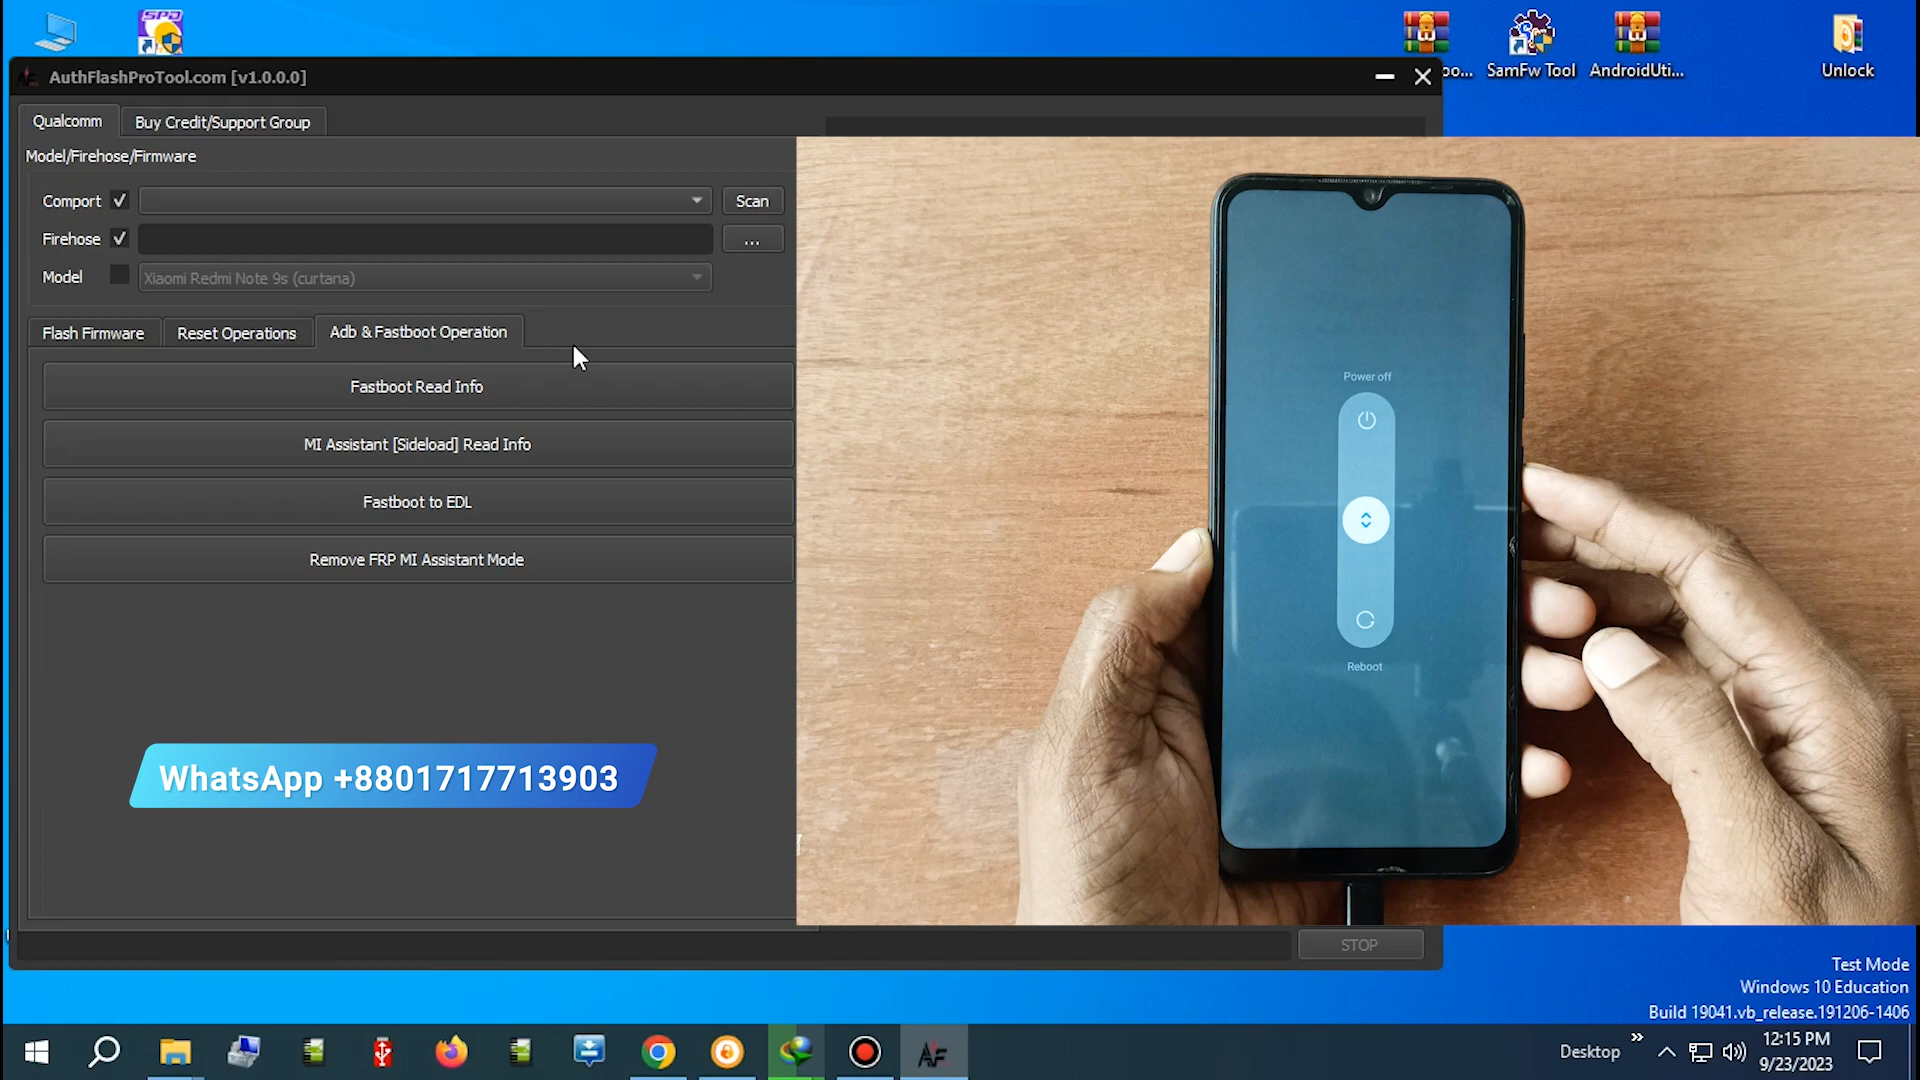 SPD
oo...
SamFw Tool
AndroidUti...
Unlock
AuthFlashProTool.com [v1.0.0.0]
Qualcomm
Buy Credit/Support Group
Model/Firehose/Firmware
Comport
Scan
Firehose
...
Model
Xiaomi Redmi Note 9s (curtana)
Flash Firmware
Reset Operations
Adb & Fastboot Operation
Fastboot Read Info
MI Assistant [Sideload] Read Info
Fastboot to EDL
Remove FRP MI Assistant Mode
Power off
Reboot
WhatsApp +8801717713903
STOP
Test Mode
Windows 10 Education
Build 19041.vb_release.191206-1406
AF
Desktop
12:15 PM
9/23/2023